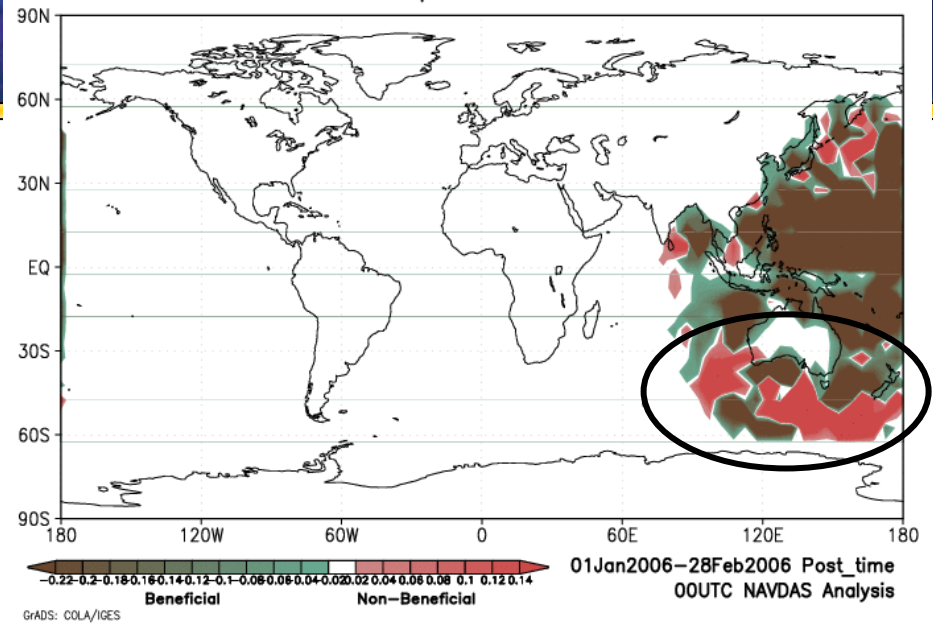 90N
60N
30N
EQ
30S
60S
90S
180 120W 60W 0 60E 120E 180
-0.22-0.2-0.18-0.16-0.14-0.12-0.1-0.08-0.06-0.04-0.02 0.02 0.04 0.06 0.08 0.1 0.12 0.14
Beneficial Non-Beneficial
01Jan2006-28Feb2006 Post_time
00UTC NAVDAS Analysis
GrADS: COLA/IGES